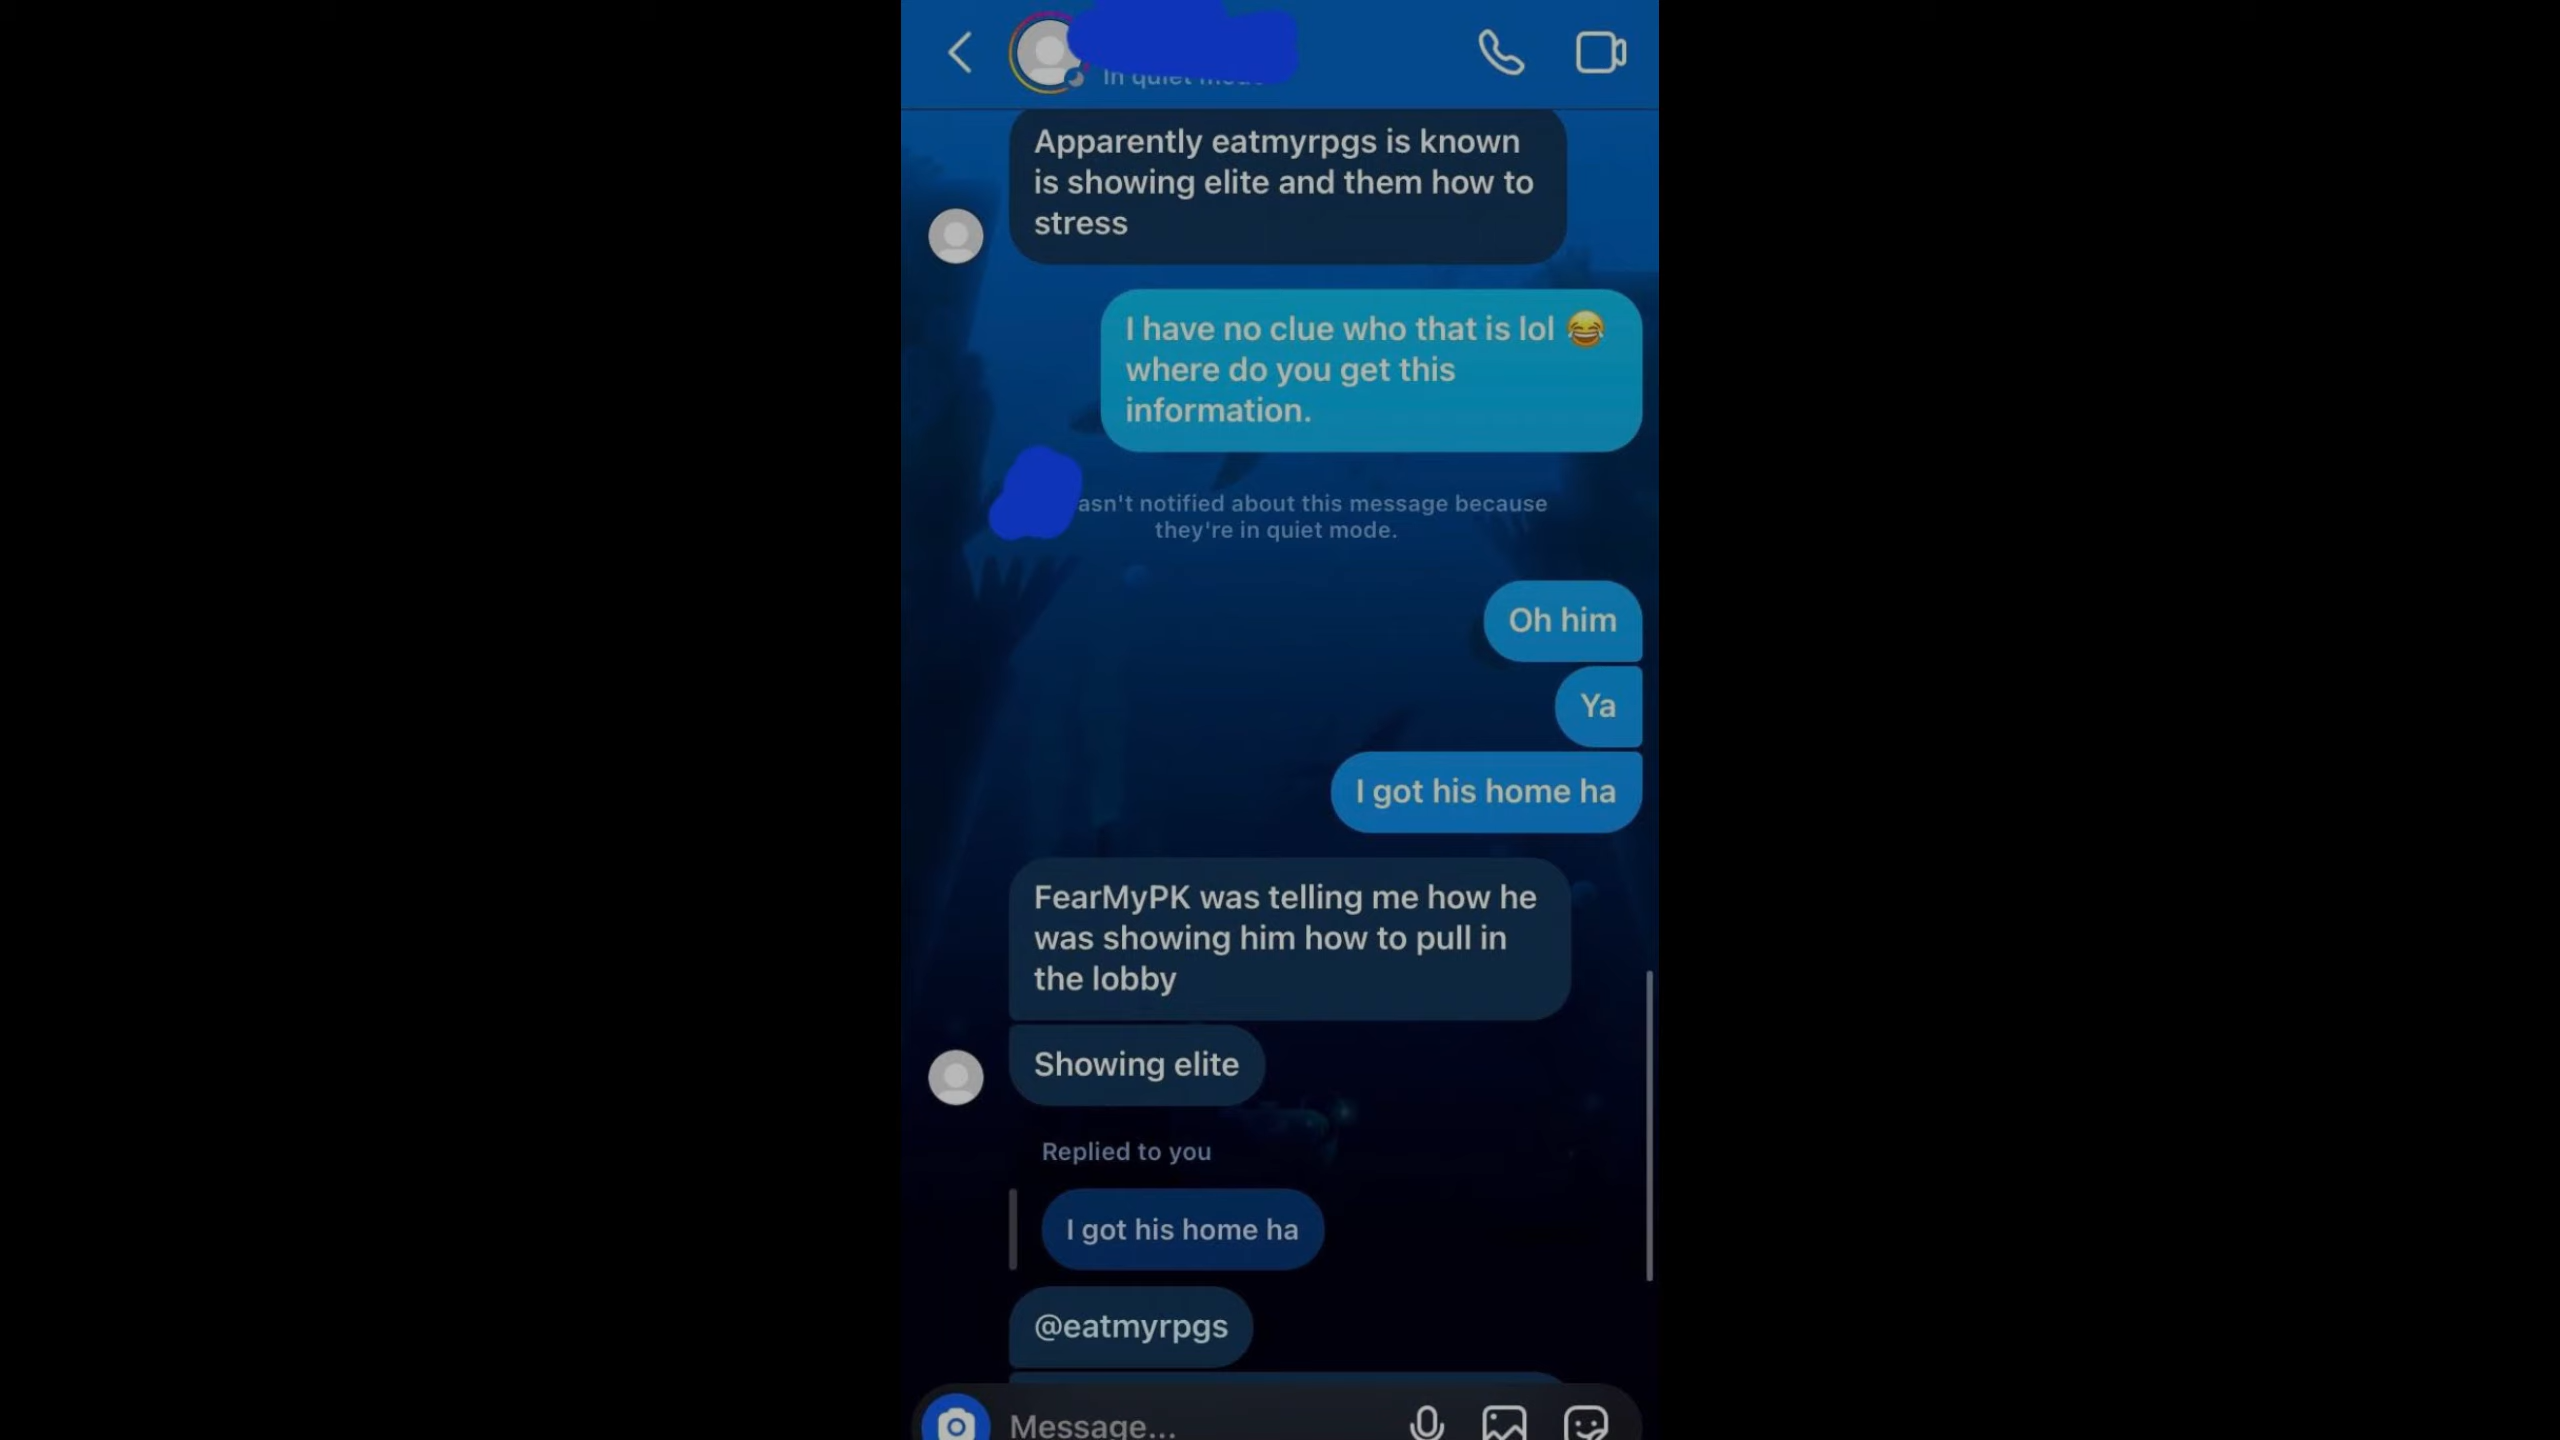 In quiet
Apparently eatmyrpgs is known
is showing elite and them how to
stress
I have no clue who that is lol 😂
where do you get this
information.
asn't notified about this message because
they're in quiet mode.
Oh him
Ya
I got his home ha
FearMyPK was telling me how he
was showing him how to pull in
the lobby
Showing elite
Replied to you
I got his home ha
@eatmyrpgs
Message...